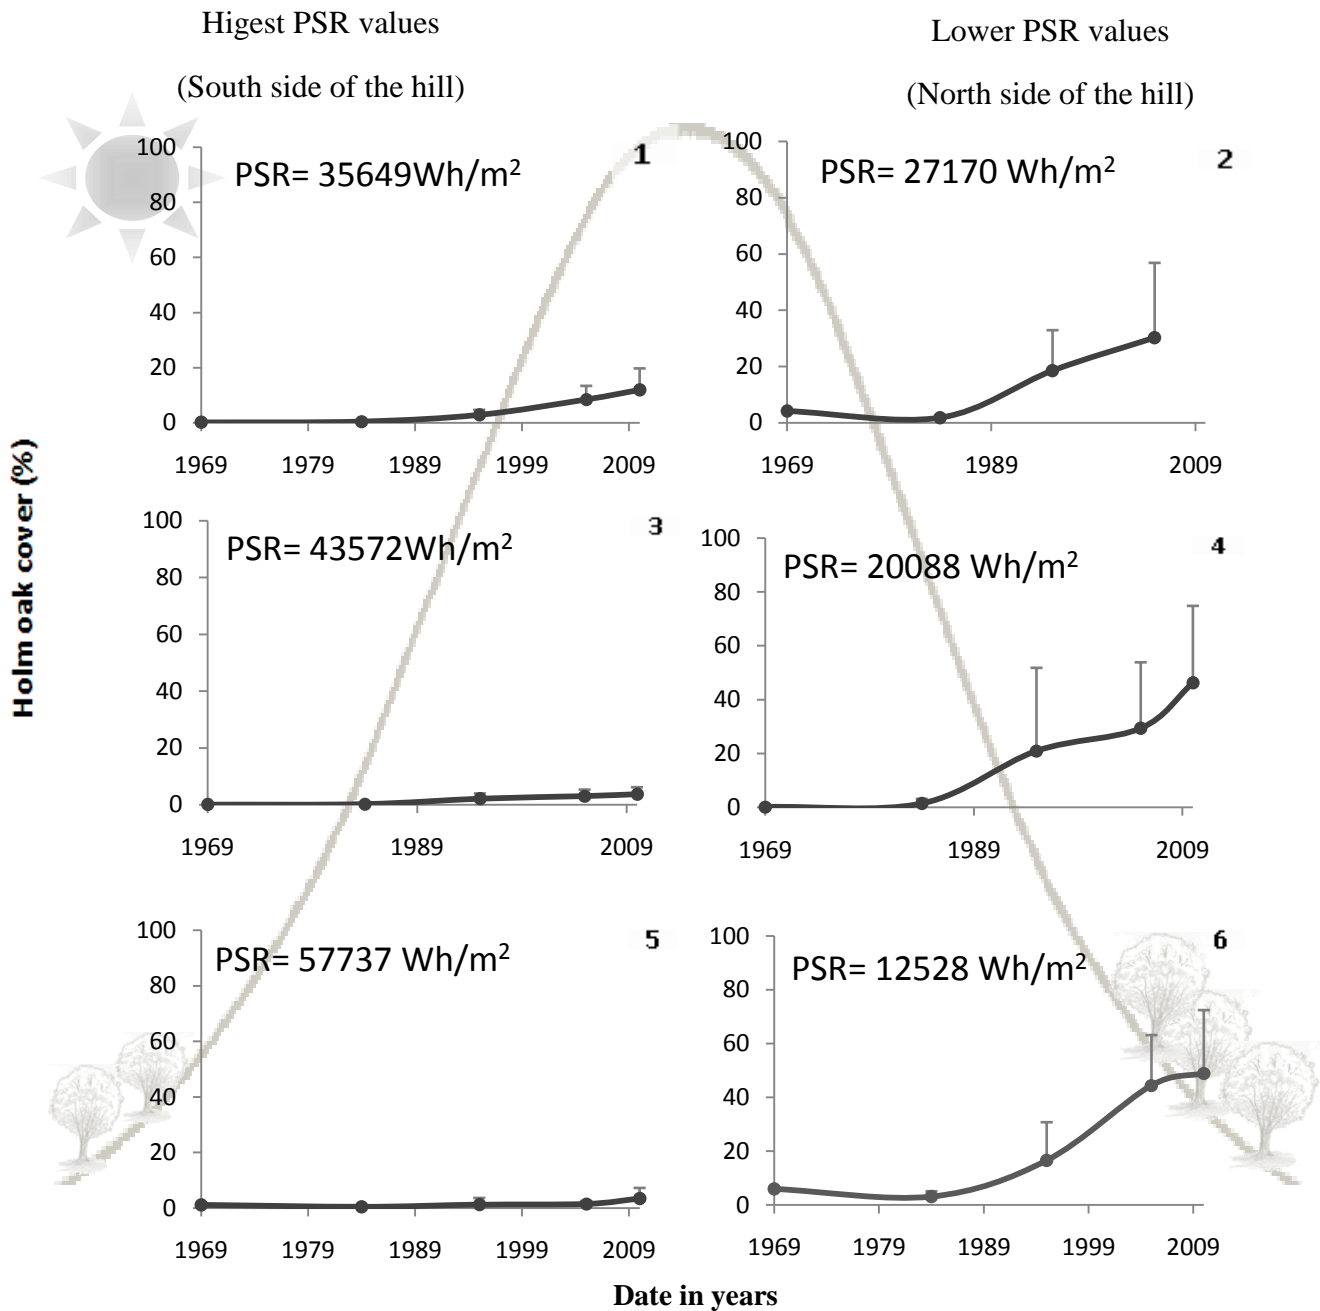 Higest PSR values
(South side of the hill)
Lower PSR values
(North side of the hill)
Holm oak cover (%)
1
PSR= 35649Wh/m²
100
80
60
40
20
0
1969 1979 1989 1999 2009
2
PSR= 27170 Wh/m²
100
80
60
40
20
0
1969 1989 2009
3
PSR= 43572Wh/m²
100
80
60
40
20
0
1969 1989 2009
4
PSR= 20088 Wh/m²
100
80
60
40
20
0
1969 1989 2009
5
PSR= 57737 Wh/m²
100
80
60
40
20
0
1969 1979 1989 1999 2009
6
PSR= 12528 Wh/m²
100
80
60
40
20
0
1969 1979 1989 1999 2009
Date in years